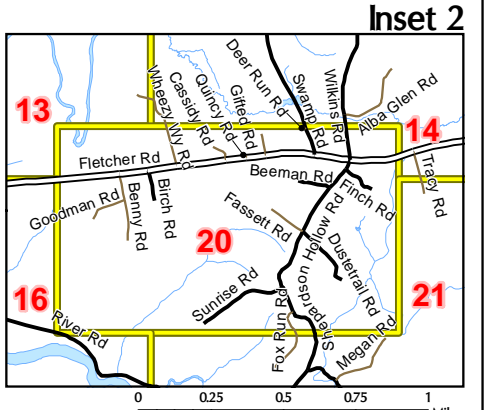 Inset 2
Deer Run Rd
Swamp Rd
Wilkins Rd
Alba Glen Rd
Wheezy Wy Rd
Cassidy Rd
Quincy Rd
Gifted Rd
13
14
Fletcher Rd
Tracy Rd
Beeman Rd
Finch Rd
Goodman Rd
Benny Rd
Birch Rd
Fassett Rd
20
Shepardson Hollow Rd
Dustetrail Rd
16
21
Sunrise Rd
River Rd
Fox Run Rd
Megan Rd
0 0.25 0.5 0.75 1